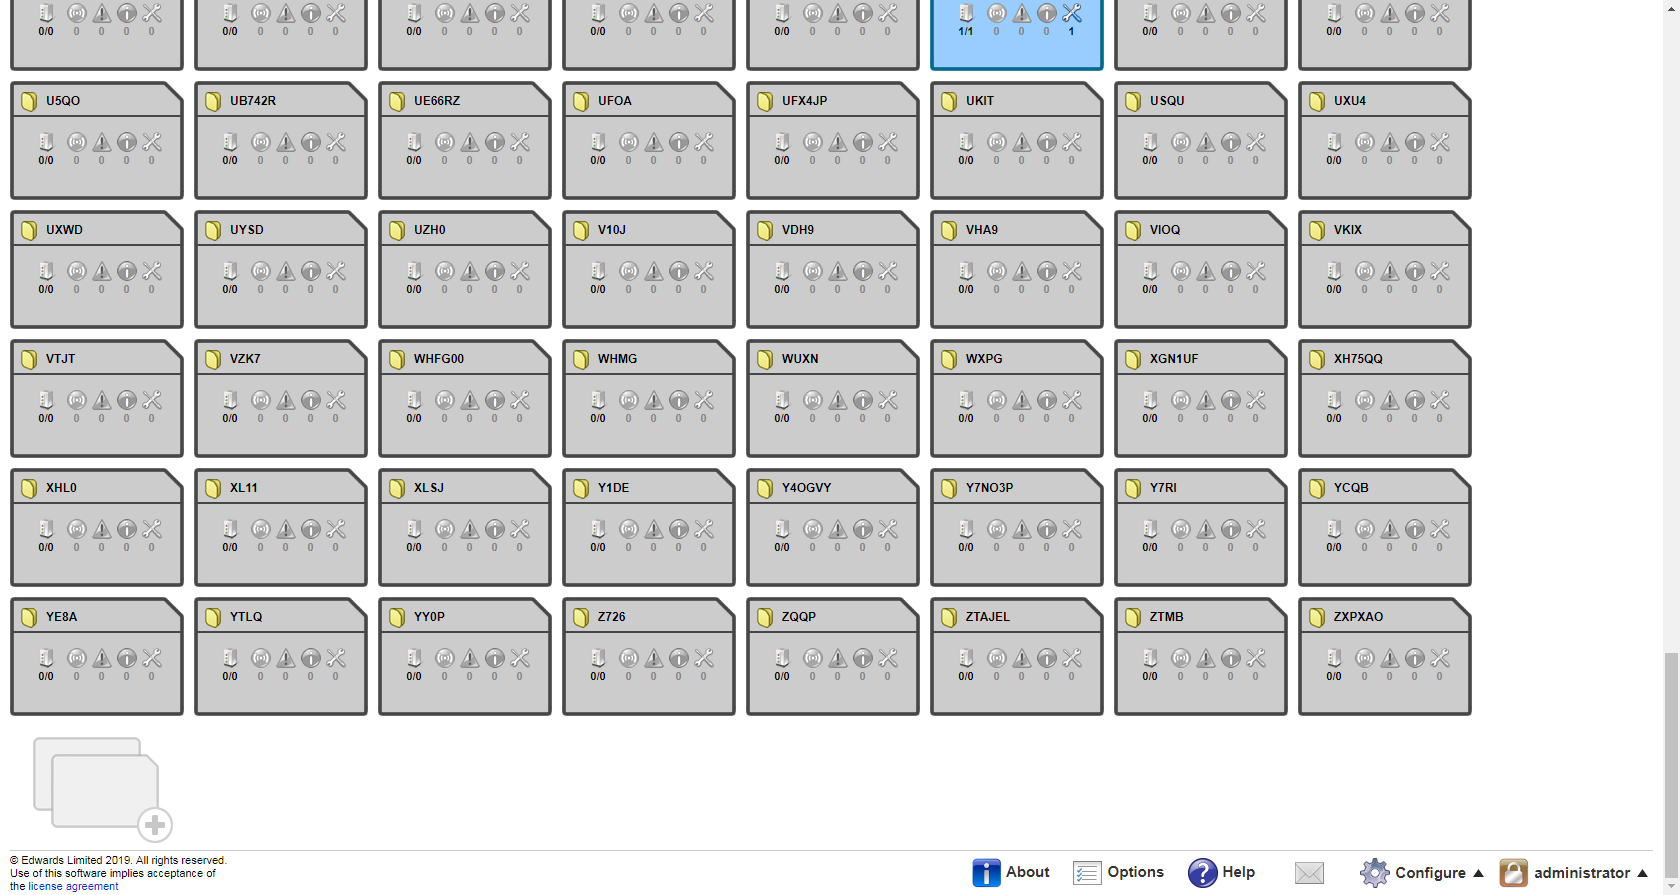 0/0 0 0 0 0 0/0 0 0 0 0 0/0 0 0 0 0 0/0 0 0 0 0 0/0 0 0 0 0 1/1 0 0 0 1 0/0 0 0 0 0 0/0 0 0 0 0
U5QO UB742R UE66RZ UFOA UFX4JP UKIT USQU UXU4
0/0 0 0 0 0 0/0 0 0 0 0 0/0 0 0 0 0 0/0 0 0 0 0 0/0 0 0 0 0 0/0 0 0 0 0 0/0 0 0 0 0 0/0 0 0 0 0
UXWD UYSD UZH0 V10J VDH9 VHA9 VIOQ VKIX
0/0 0 0 0 0 0/0 0 0 0 0 0/0 0 0 0 0 0/0 0 0 0 0 0/0 0 0 0 0 0/0 0 0 0 0 0/0 0 0 0 0 0/0 0 0 0 0
VTJT VZK7 WHFG00 WHMG WUXN WXPG XGN1UF XH75QQ
0/0 0 0 0 0 0/0 0 0 0 0 0/0 0 0 0 0 0/0 0 0 0 0 0/0 0 0 0 0 0/0 0 0 0 0 0/0 0 0 0 0 0/0 0 0 0 0
XHL0 XL11 XLSJ Y1DE Y4OGVY Y7NO3P Y7RI YCQB
0/0 0 0 0 0 0/0 0 0 0 0 0/0 0 0 0 0 0/0 0 0 0 0 0/0 0 0 0 0 0/0 0 0 0 0 0/0 0 0 0 0 0/0 0 0 0 0
YE8A YTLQ YY0P Z726 ZQQP ZTAJEL ZTMB ZXPXAO
0/0 0 0 0 0 0/0 0 0 0 0 0/0 0 0 0 0 0/0 0 0 0 0 0/0 0 0 0 0 0/0 0 0 0 0 0/0 0 0 0 0 0/0 0 0 0 0
© Edwards Limited 2019. All rights reserved.
Use of this software implies acceptance of
the license agreement
About Options Help Configure administrator